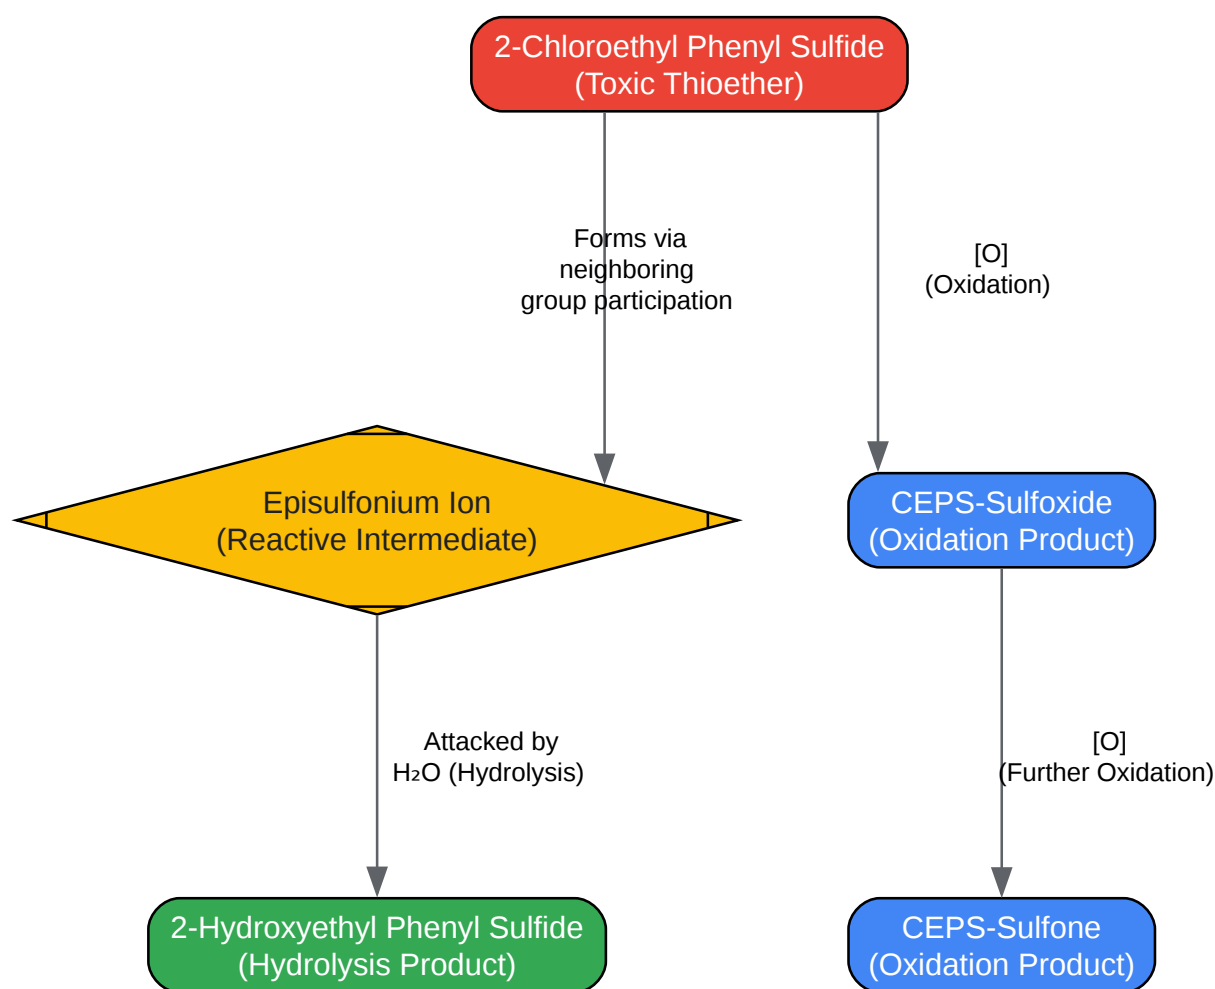 2-Chloroethyl Phenyl Sulfide
(Toxic Thioether)
Forms via
neighboring
group participation
[O]
(Oxidation)
Episulfonium Ion
(Reactive Intermediate)
CEPS-Sulfoxide
(Oxidation Product)
Attacked by
H₂O (Hydrolysis)
[O]
(Further Oxidation)
2-Hydroxyethyl Phenyl Sulfide
(Hydrolysis Product)
CEPS-Sulfone
(Oxidation Product)